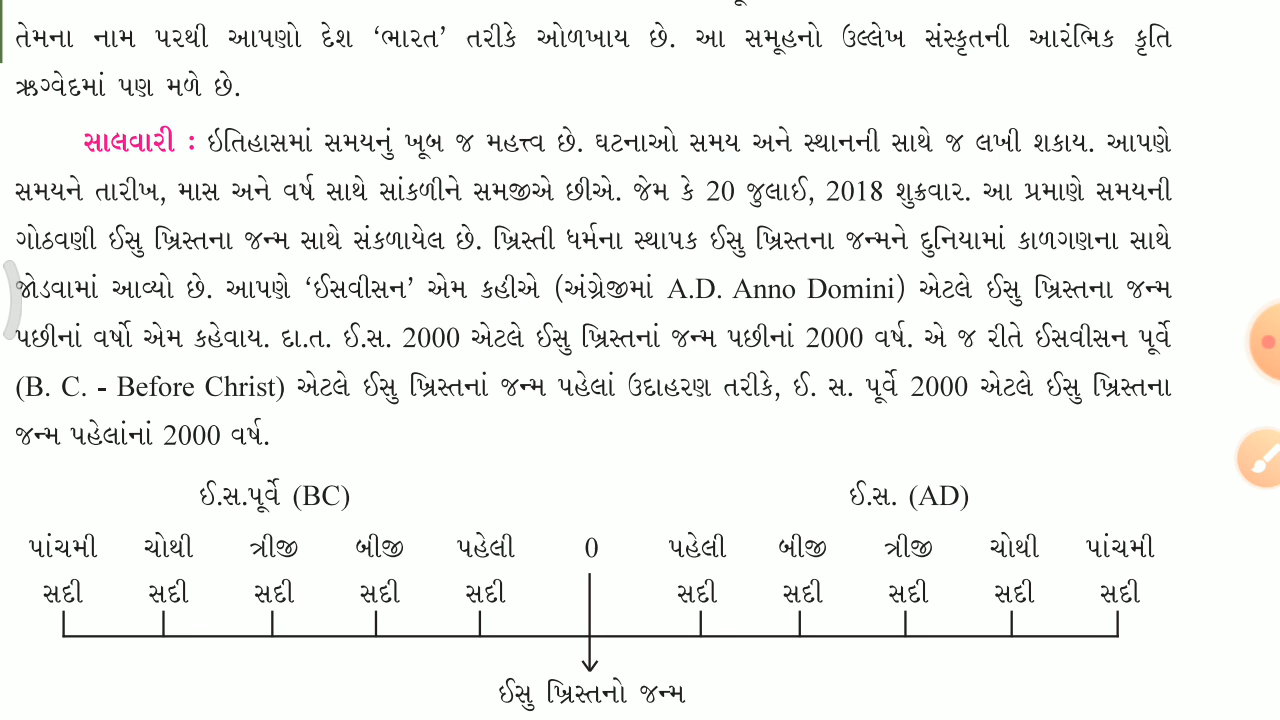 તેમના નામ પરથી આપણો દેશ ‘ભારત’ તરીકે ઓળખાય છે. આ સમૂહનો ઉલ્લેખ સંસ્કૃતની આરંભિક કૃતિ
ઋગ્વેદમાં પણ મળે છે.
સાલવારી : ઇતિહાસમાં સમયનું ખૂબ જ મહત્ત્વ છે. ઘટનાઓ સમય અને સ્થાનની સાથે જ લખી શકાય. આપણે
સમયને તારીખ, માસ અને વર્ષ સાથે સાંકળીને સમજીએ છીએ. જેમ કે 20 જુલાઈ, 2018 શુક્રવાર. આ પ્રમાણે સમયની
ગોઠવણી ઈસુ ખ્રિસ્તના જન્મ સાથે સંકળાયેલ છે. ખ્રિસ્તી ધર્મના સ્થાપક ઈસુ ખ્રિસ્તના જન્મને દુનિયામાં કાળગણના સાથે
જોડવામાં આવ્યો છે. આપણે ‘ઈસવીસન’ એમ કહીએ (અંગ્રેજીમાં A.D. Anno Domini) એટલે ઈસુ ખ્રિસ્તના જન્મ
પછીનાં વર્ષો એમ કહેવાય. દા.ત. ઈ.સ. 2000 એટલે ઈસુ ખ્રિસ્તનાં જન્મ પછીનાં 2000 વર્ષ. એ જ રીતે ઈસવીસન પૂર્વે
(B. C. - Before Christ) એટલે ઈસુ ખ્રિસ્તનાં જન્મ પહેલાં ઉદાહરણ તરીકે, ઈ. સ. પૂર્વે 2000 એટલે ઈસુ ખ્રિસ્તના
જન્મ પહેલાંનાં 2000 વર્ષ.
ઈ.સ.પૂર્વે (BC) ઈ.સ. (AD)
પાંચમી ચોથી ત્રીજી બીજી પહેલી 0 પહેલી બીજી ત્રીજી ચોથી પાંચમી
સદી સદી સદી સદી સદી સદી સદી સદી સદી સદી
ઈસુ ખ્રિસ્તનો જન્મ